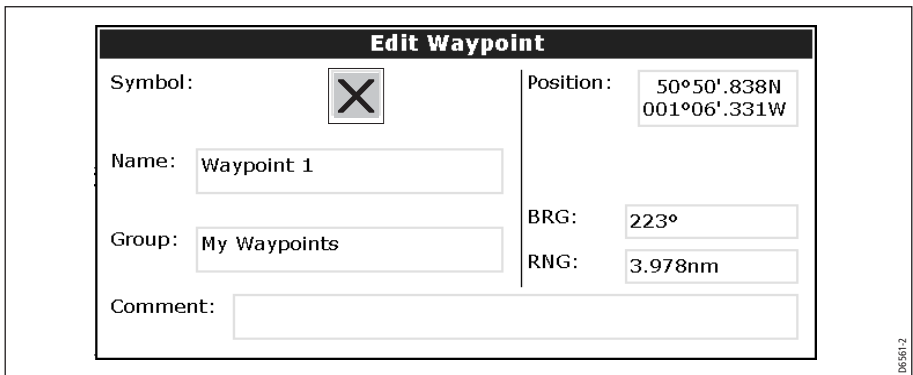 Edit Waypoint
Symbol:
Position:
50°50'.838N
001°06'.331W
Name:
Waypoint 1
Group:
My Waypoints
BRG:
223°
RNG:
3.978nm
Comment:
D6561-2